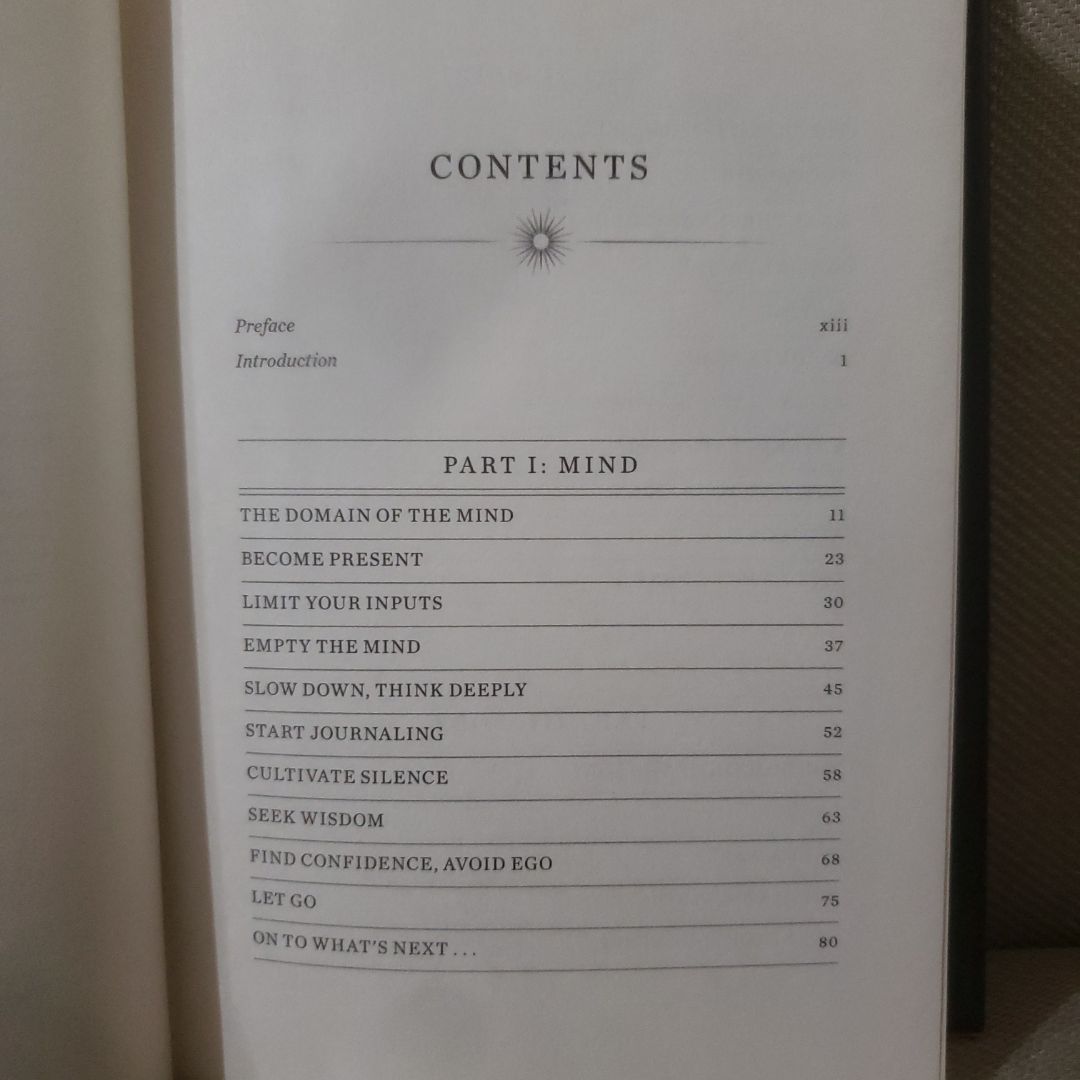 CONTENTS
Preface xiii
Introduction 1
PART I: MIND
THE DOMAIN OF THE MIND 11
BECOME PRESENT 23
LIMIT YOUR INPUTS 30
EMPTY THE MIND 37
SLOW DOWN, THINK DEEPLY 45
START JOURNALING 52
CULTIVATE SILENCE 58
SEEK WISDOM 63
FIND CONFIDENCE, AVOID EGO 68
LET GO 75
ON TO WHAT'S NEXT . . . 80